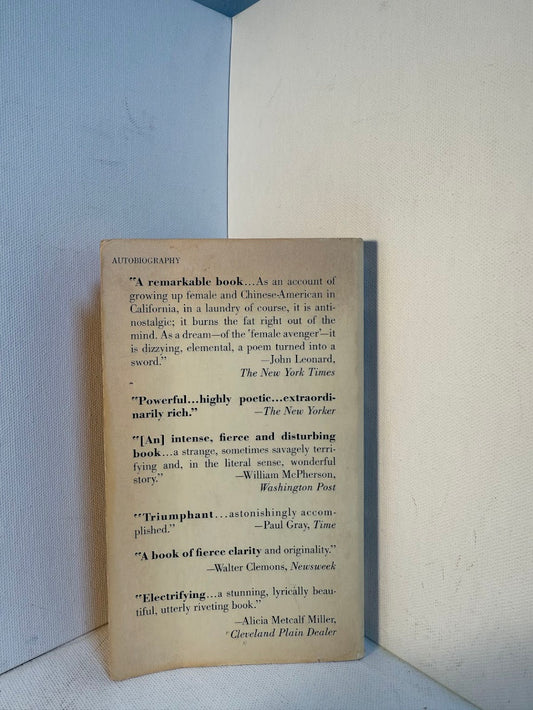 AUTOBIOGRAPHY
"A remarkable book...As an account of
growing up female and Chinese-American in
California, in a laundry of course, it is anti-
nostalgic; it burns the fat right out of the
mind. As a dream—of the 'female avenger'—it
is dizzying, elemental, a poem turned into a
sword." —John Leonard,
The New York Times
"Powerful...highly poetic...extraordi-
narily rich." —The New Yorker
"[An] intense, fierce and disturbing
book...a strange, sometimes savagely terri-
fying and, in the literal sense, wonderful
story." —William McPherson,
Washington Post
"Triumphant...astonishingly accom-
plished." —Paul Gray, Time
"A book of fierce clarity and originality."
—Walter Clemons, Newsweek
"Electrifying...a stunning, lyrically beau-
tiful, utterly riveting book."
—Alicia Metcalf Miller,
Cleveland Plain Dealer